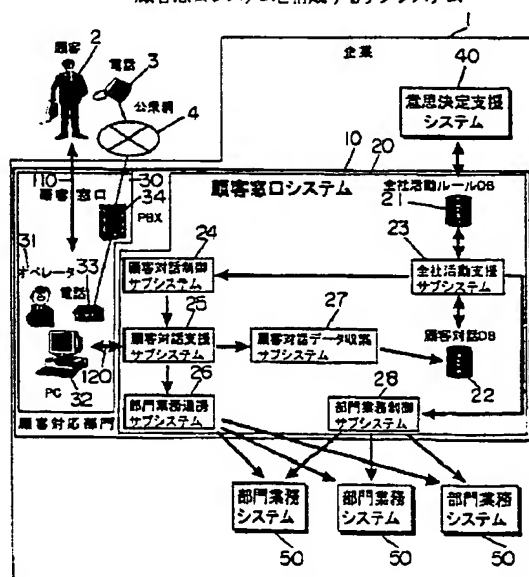 顧客窓口システムを構成するサブシステム
1
企業
2
顧客
3
電話
公衆網
4
40
意思決定支援
システム
10
20
110
30
顧客窓口
34
PBX
顧客窓口システム
全社活動ルールDB
21
31
オペレータ
33
電話
24
顧客対話制御
サブシステム
23
全社活動支援
サブシステム
25
顧客対話支援
サブシステム
27
顧客対話データ収集
サブシステム
顧客対話DB
22
120
PC
32
26
部門業務連携
サブシステム
28
部門業務制御
サブシステム
顧客対応部門
部門業務
システム
50
部門業務
システム
50
部門業務
システム
50